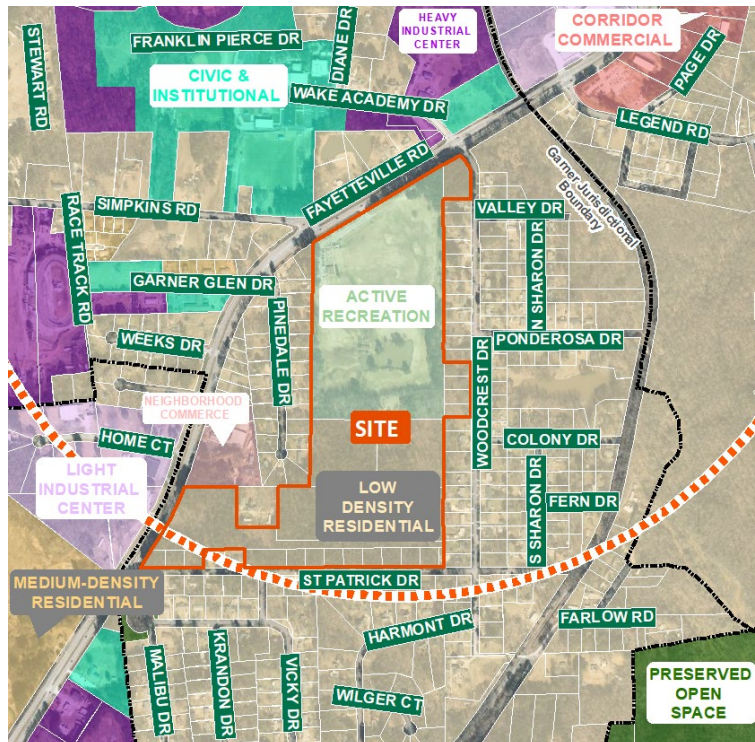 STEWART RD
FRANKLIN PIERCE DR
DIANE DR
HEAVY
INDUSTRIAL
CENTER
CORRIDOR
COMMERCIAL
PAGE DR
CIVIC &
INSTITUTIONAL
WAKE ACADEMY DR
LEGEND RD
FAYETTEVILLE RD
Garner Jurisdictional
Boundary
SIMPKINS RD
RACE TRACK RD
VALLEY DR
N SHARON DR
GARNER GLEN DR
PINEDALE DR
ACTIVE
RECREATION
WEEKS DR
PONDEROSA DR
WOODCREST DR
NEIGHBORHOOD
COMMERCE
SITE
HOME CT
COLONY DR
LIGHT
INDUSTRIAL
CENTER
LOW
DENSITY
RESIDENTIAL
S SHARON DR
FERN DR
MEDIUM-DENSITY
RESIDENTIAL
ST PATRICK DR
HARMONT DR
FARLOW RD
MALIBU DR
KRANDON DR
VICKY DR
WILGER CT
PRESERVED
OPEN
SPACE